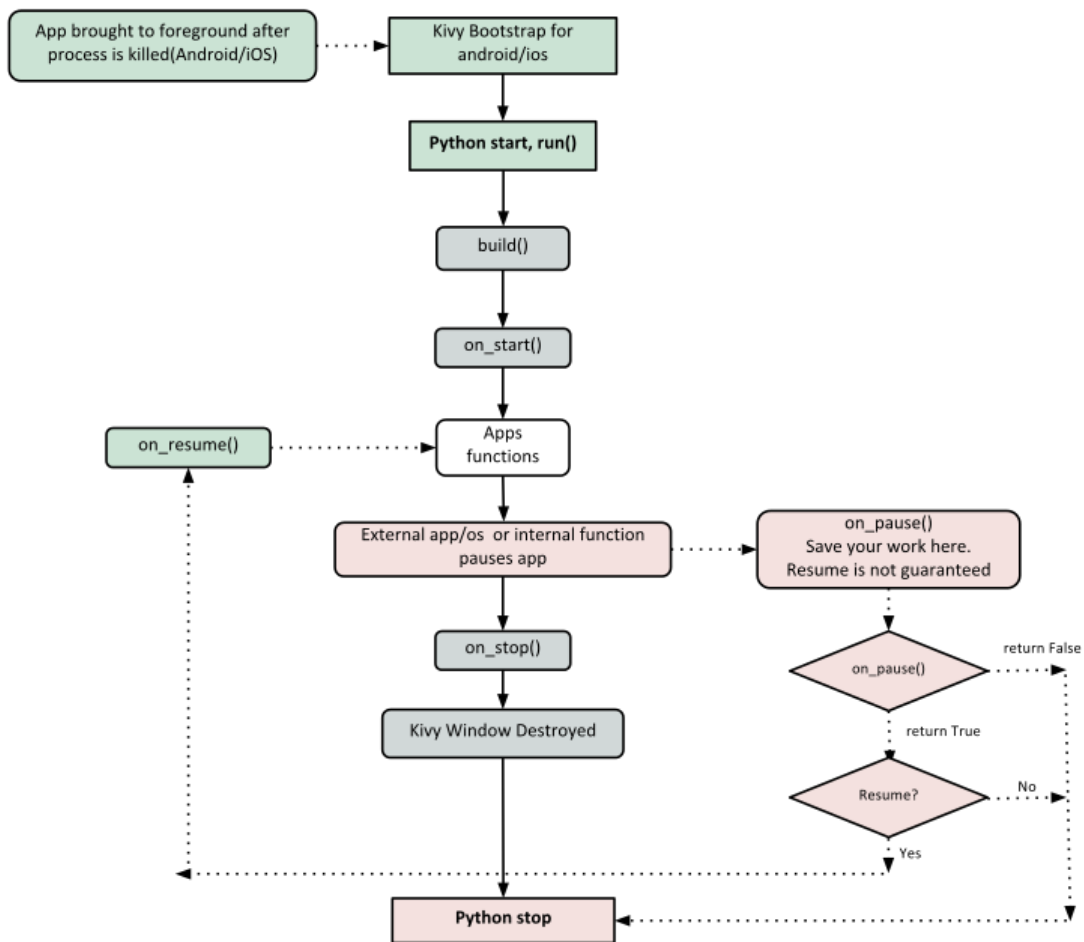 App brought to foreground after
process is killed(Android/iOS)
Kivy Bootstrap for
android/ios
Python start, run()
build()
on_start()
on_resume()
Apps
functions
External app/os  or internal function
pauses app
on_pause()
Save your work here.
Resume is not guaranteed
on_stop()
on_pause()
return False
Kivy Window Destroyed
return True
Resume?
No
Yes
Python stop